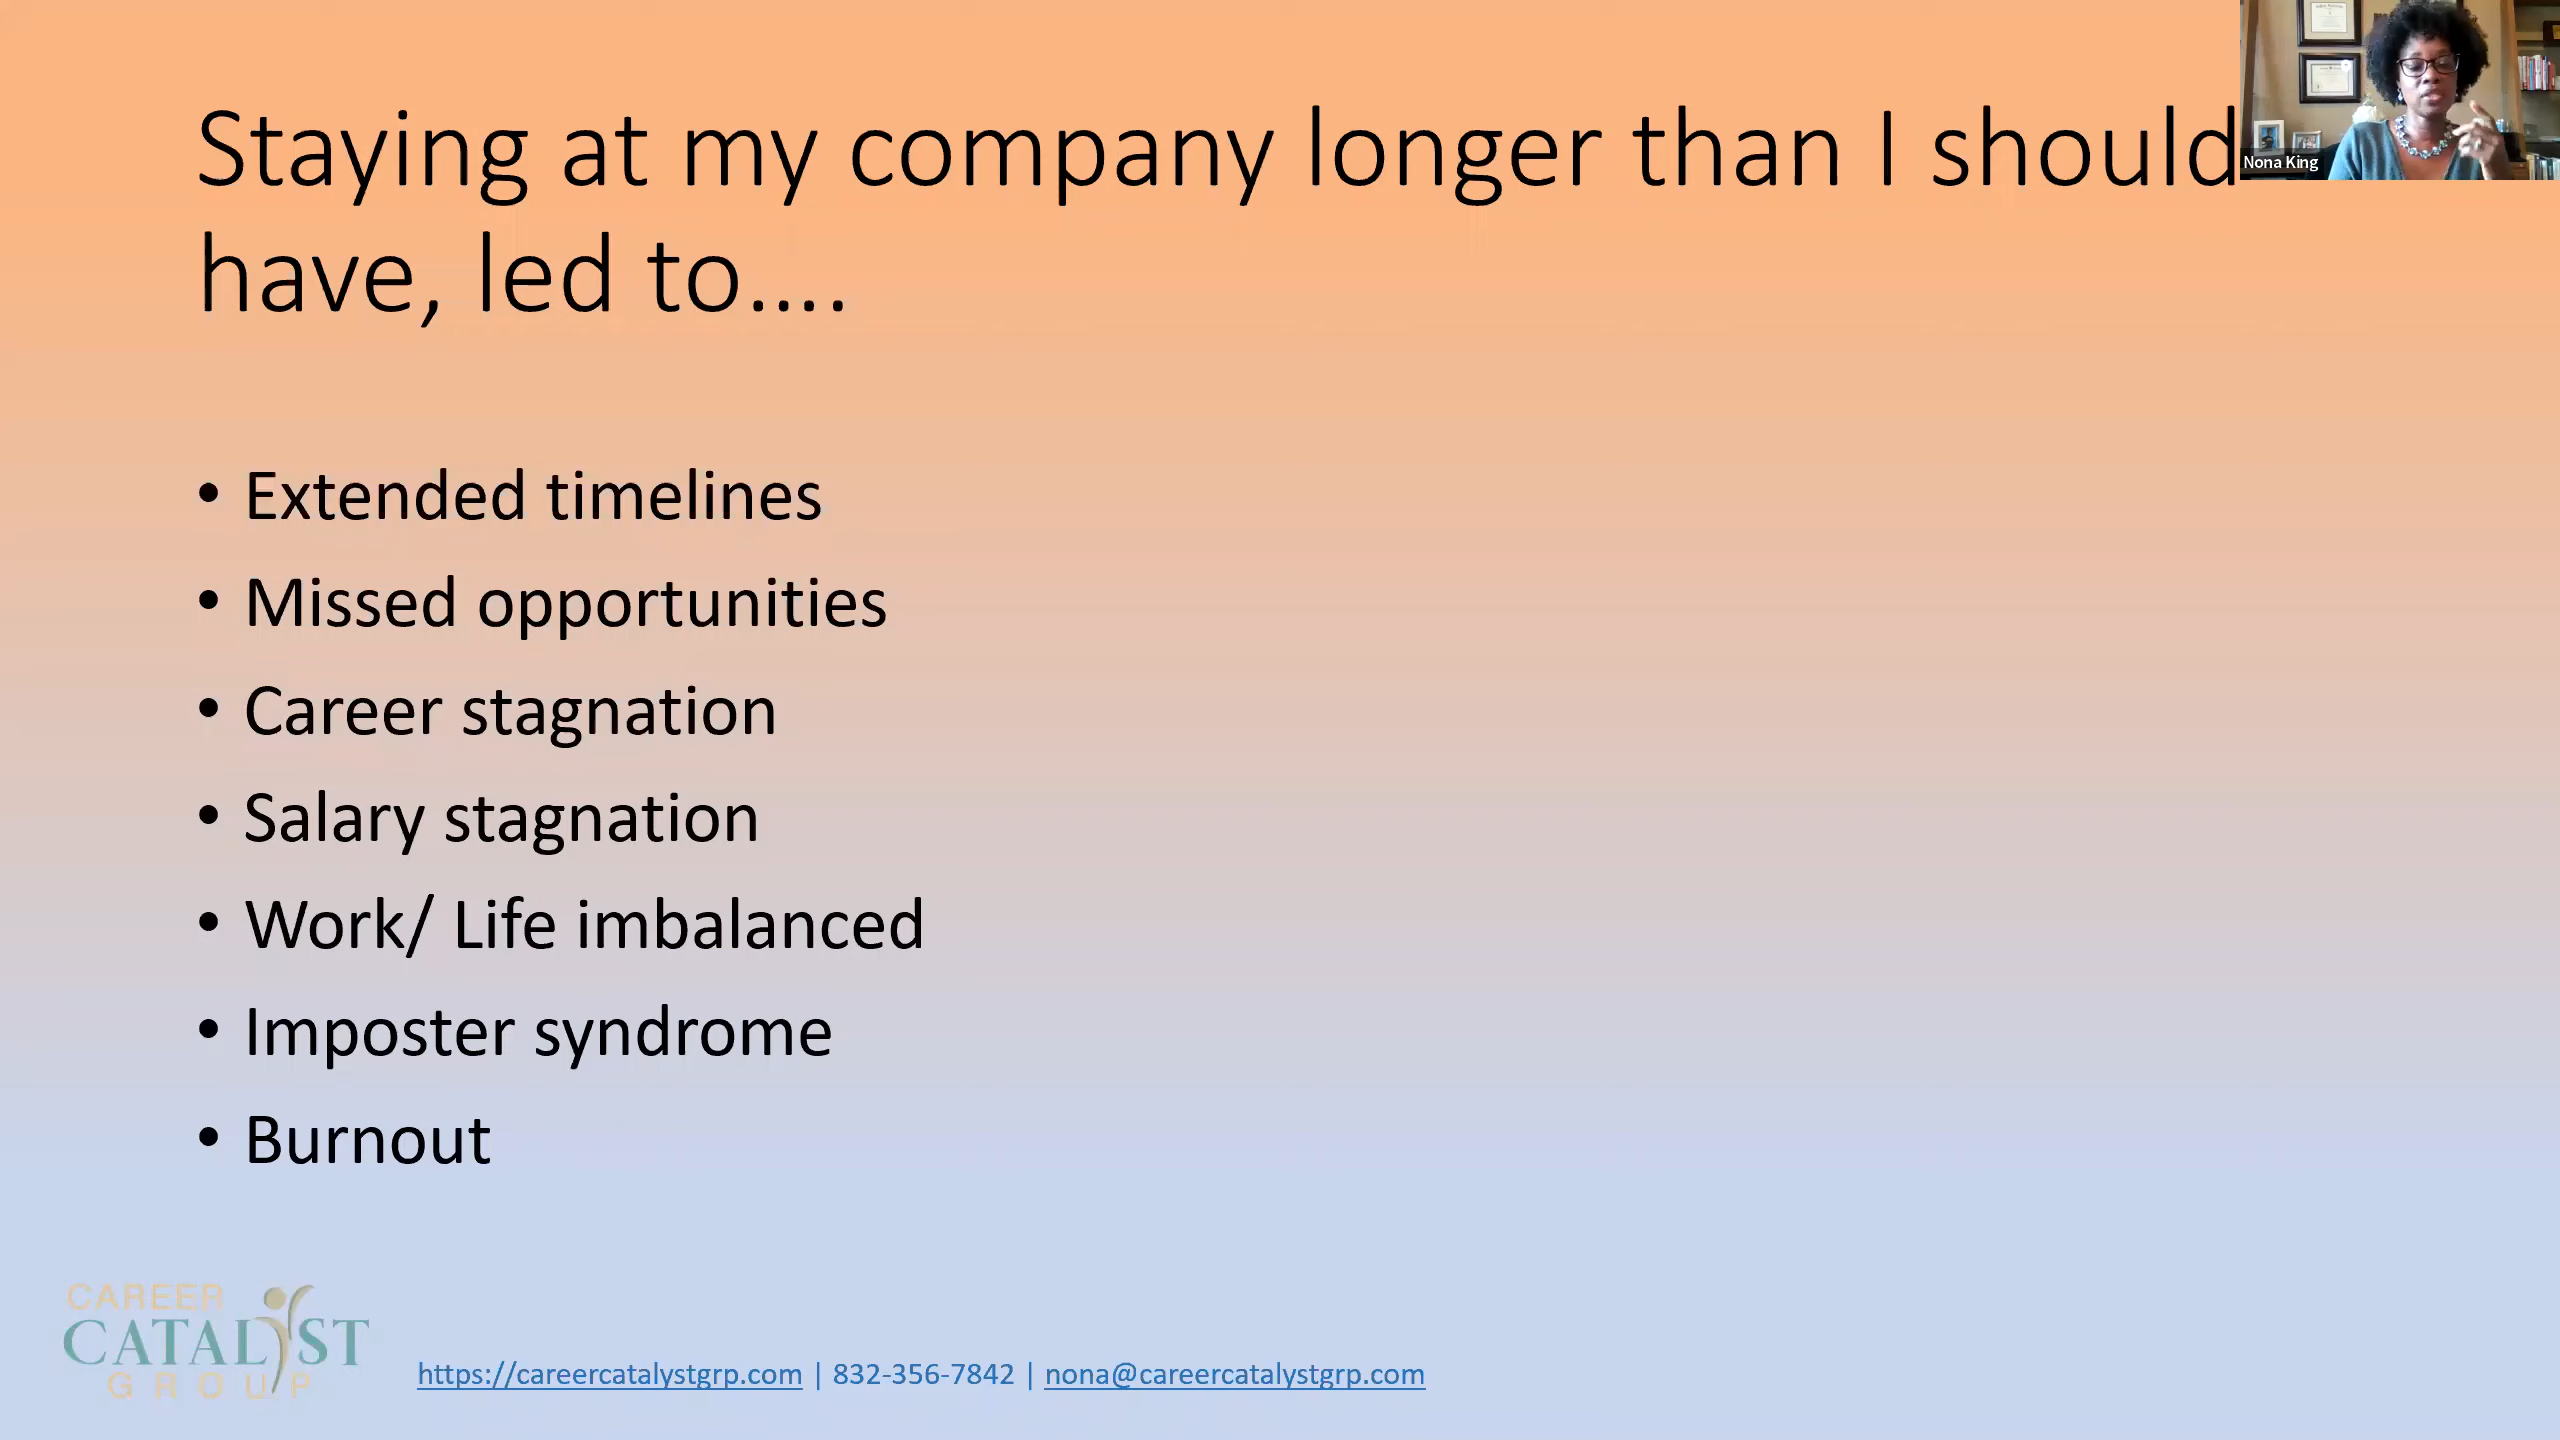 Staying at my company longer than I should
have, led to....
Nona King
• Extended timelines
• Missed opportunities
• Career stagnation
• Salary stagnation
• Work/ Life imbalanced
• Imposter syndrome
• Burnout
CAREER
CATALYST
GROUP
https://careercatalystgrp.com | 832-356-7842 | nona@careercatalystgrp.com